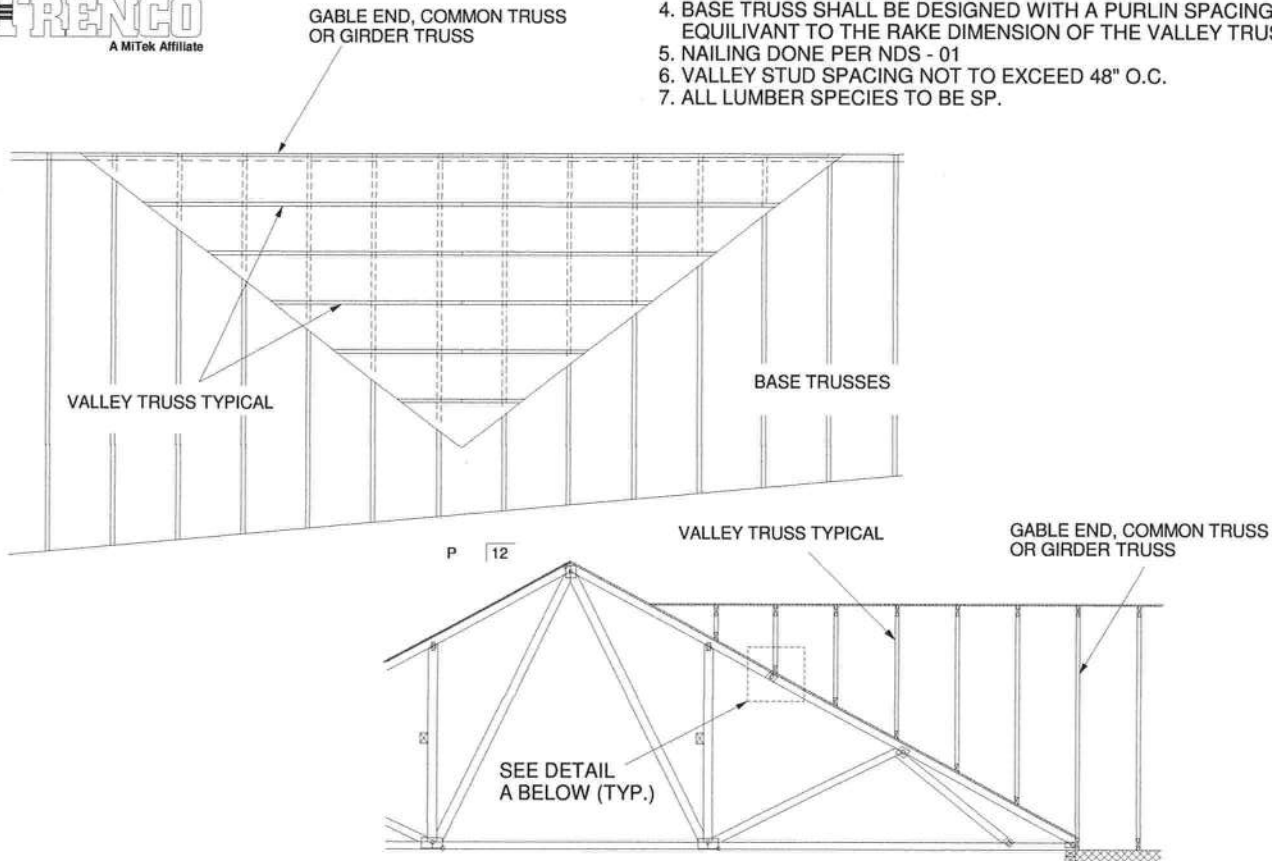 TRENCO
A MiTek Affiliate
GABLE END, COMMON TRUSS
OR GIRDER TRUSS
4. BASE TRUSS SHALL BE DESIGNED WITH A PURLIN SPACING
EQUILIVANT TO THE RAKE DIMENSION OF THE VALLEY TRUS
5. NAILING DONE PER NDS - 01
6. VALLEY STUD SPACING NOT TO EXCEED 48" O.C.
7. ALL LUMBER SPECIES TO BE SP.
VALLEY TRUSS TYPICAL
BASE TRUSSES
P 12
VALLEY TRUSS TYPICAL
GABLE END, COMMON TRUSS
OR GIRDER TRUSS
SEE DETAIL
A BELOW (TYP.)